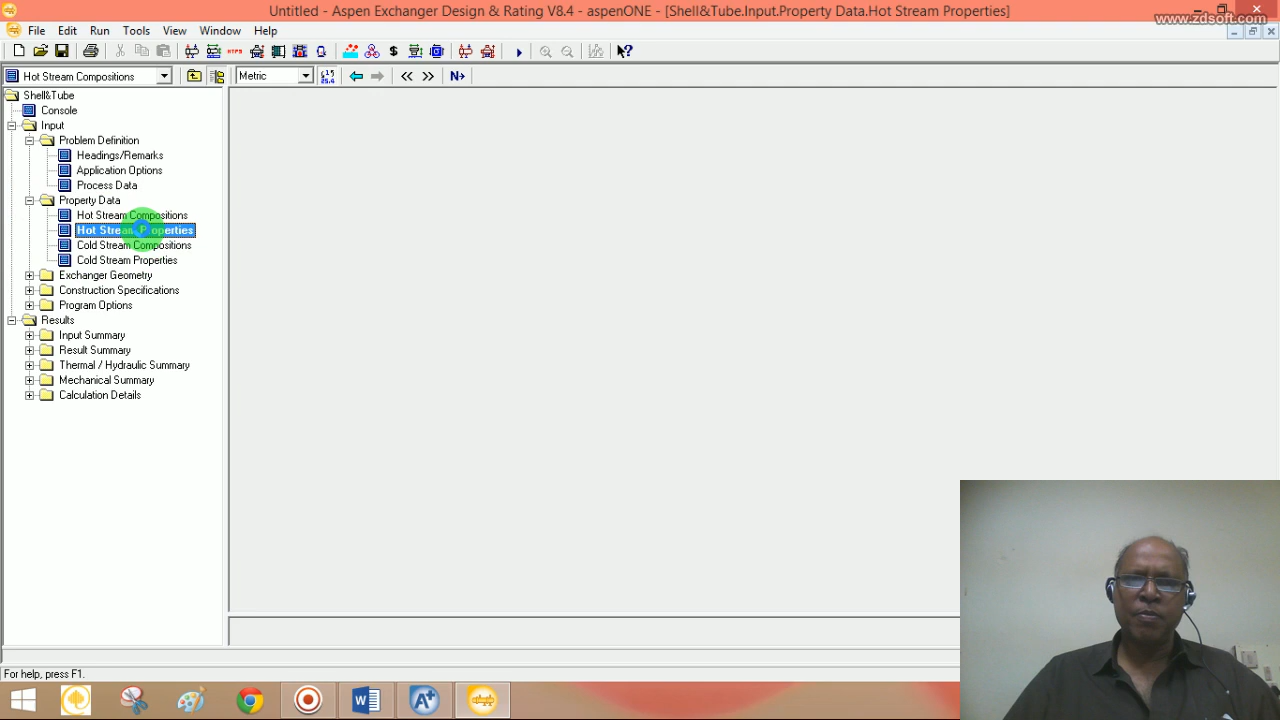 Untitled - Aspen Exchanger Design & Rating V8.4 - aspenONE - [Shell&Tube.Input.Property Data.Hot Stream Properties]
www.zdsoft.com
File Edit Run Tools View Window Help
Hot Stream Compositions
Metric
Shell&Tube
Console
Input
Problem Definition
Headings/Remarks
Application Options
Process Data
Property Data
Hot Stream Compositions
Hot Stream Properties
Cold Stream Compositions
Cold Stream Properties
Exchanger Geometry
Construction Specifications
Program Options
Results
Input Summary
Result Summary
Thermal / Hydraulic Summary
Mechanical Summary
Calculation Details
For help, press F1.